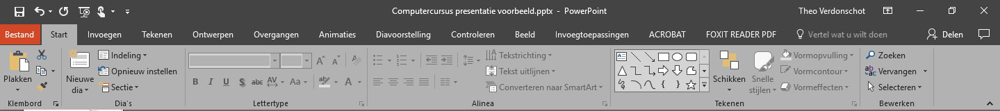 Computercursus presentatie voorbeeld.pptx - PowerPoint Theo Verdonschot
Bestand Start Invoegen Tekenen Ontwerpen Overgangen Animaties Diavoorstelling Controleren Beeld Invoegtoepassingen ACROBAT FOXIT READER PDF Vertel wat u wilt doen Delen
Plakken
Klembord
Nieuwe dia
Indeling
Opnieuw instellen
Sectie
Dia's
B I U S abc AV Aa A
Lettertype
Tekstrichting
Tekst uitlijnen
Converteren naar SmartArt
Alinea
Schikken
Snelle stijlen
Vormopvulling
Vormcontour
Vormeffecten
Tekenen
Zoeken
Vervangen
Selecteren
Bewerken